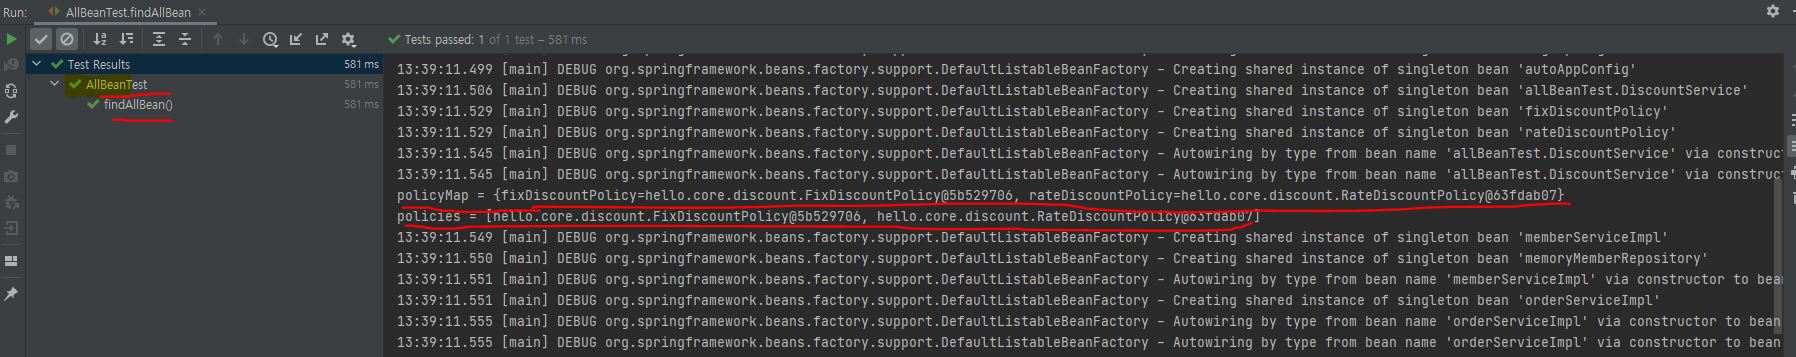 Run: AllBeanTest.findAllBean
Tests passed: 1 of 1 test – 581 ms
Test Results 581 ms
AllBeanTest 581 ms
findAllBean() 581 ms
13:39:11.499 [main] DEBUG org.springframework.beans.factory.support.DefaultListableBeanFactory - Creating shared instance of singleton bean 'autoAppConfig'
13:39:11.506 [main] DEBUG org.springframework.beans.factory.support.DefaultListableBeanFactory - Creating shared instance of singleton bean 'allBeanTest.DiscountService'
13:39:11.529 [main] DEBUG org.springframework.beans.factory.support.DefaultListableBeanFactory - Creating shared instance of singleton bean 'fixDiscountPolicy'
13:39:11.529 [main] DEBUG org.springframework.beans.factory.support.DefaultListableBeanFactory - Creating shared instance of singleton bean 'rateDiscountPolicy'
13:39:11.545 [main] DEBUG org.springframework.beans.factory.support.DefaultListableBeanFactory - Autowiring by type from bean name 'allBeanTest.DiscountService' via construct
13:39:11.545 [main] DEBUG org.springframework.beans.factory.support.DefaultListableBeanFactory - Autowiring by type from bean name 'allBeanTest.DiscountService' via construct
policyMap = {fixDiscountPolicy=hello.core.discount.FixDiscountPolicy@5b529706, rateDiscountPolicy=hello.core.discount.RateDiscountPolicy@63fdab07}
policies = [hello.core.discount.FixDiscountPolicy@5b529706, hello.core.discount.RateDiscountPolicy@63fdab07]
13:39:11.549 [main] DEBUG org.springframework.beans.factory.support.DefaultListableBeanFactory - Creating shared instance of singleton bean 'memberServiceImpl'
13:39:11.550 [main] DEBUG org.springframework.beans.factory.support.DefaultListableBeanFactory - Creating shared instance of singleton bean 'memoryMemberRepository'
13:39:11.551 [main] DEBUG org.springframework.beans.factory.support.DefaultListableBeanFactory - Autowiring by type from bean name 'memberServiceImpl' via constructor to bean
13:39:11.551 [main] DEBUG org.springframework.beans.factory.support.DefaultListableBeanFactory - Creating shared instance of singleton bean 'orderServiceImpl'
13:39:11.555 [main] DEBUG org.springframework.beans.factory.support.DefaultListableBeanFactory - Autowiring by type from bean name 'orderServiceImpl' via constructor to bean
13:39:11.555 [main] DEBUG org.springframework.beans.factory.support.DefaultListableBeanFactory - Autowiring by type from bean name 'orderServiceImpl' via constructor to bean